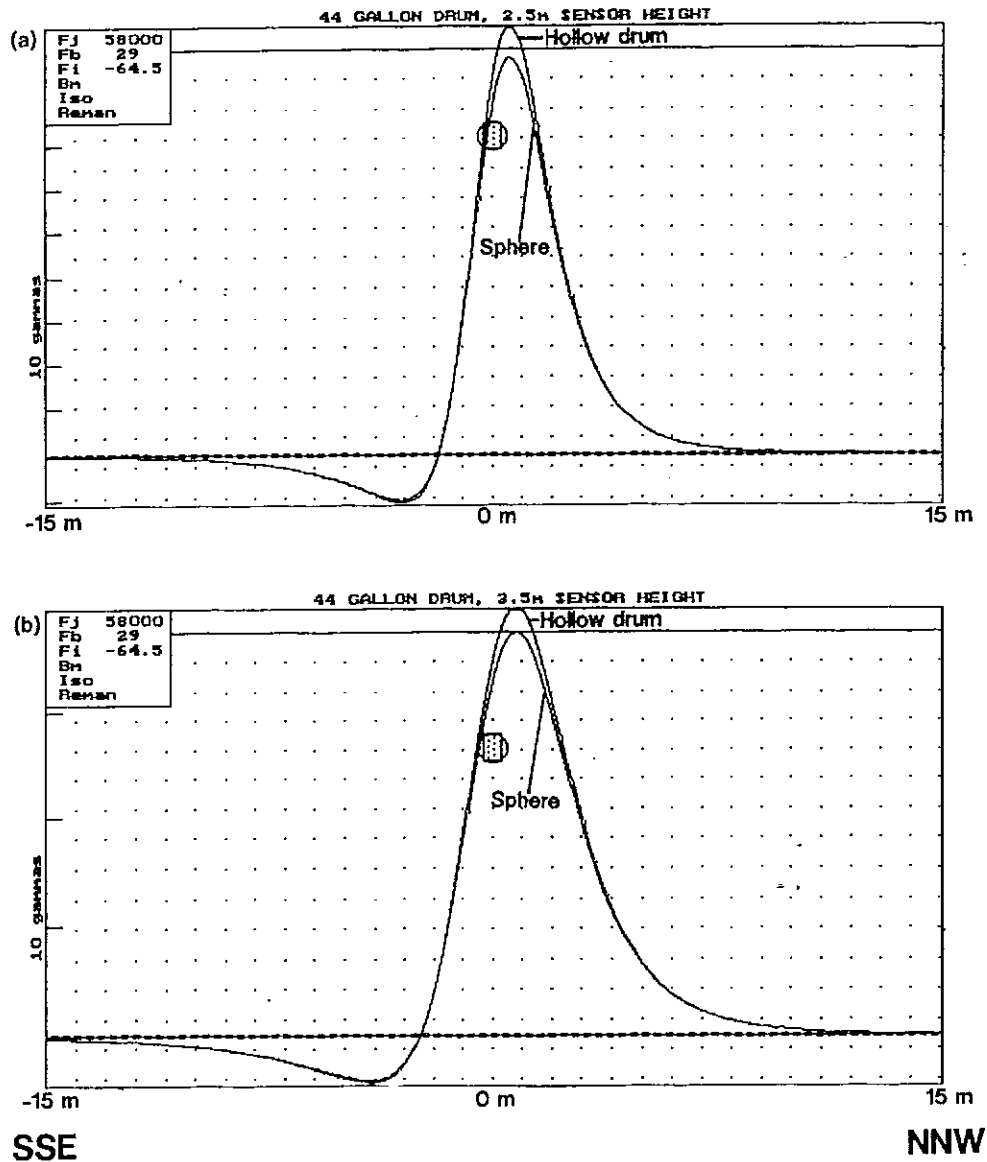 44 GALLON DRUM, 2.5m SENSOR HEIGHT
(a)
Fj 58000
Fb 29
Fi -64.5
Bm
Iso
Reman
Hollow drum
Sphere
10 gammas
-15 m 0 m 15 m
44 GALLON DRUM, 3.5m SENSOR HEIGHT
(b)
Fj 58000
Fb 29
Fi -64.5
Bm
Iso
Reman
Hollow drum
Sphere
10 gammas
-15 m 0 m 15 m
SSE NNW